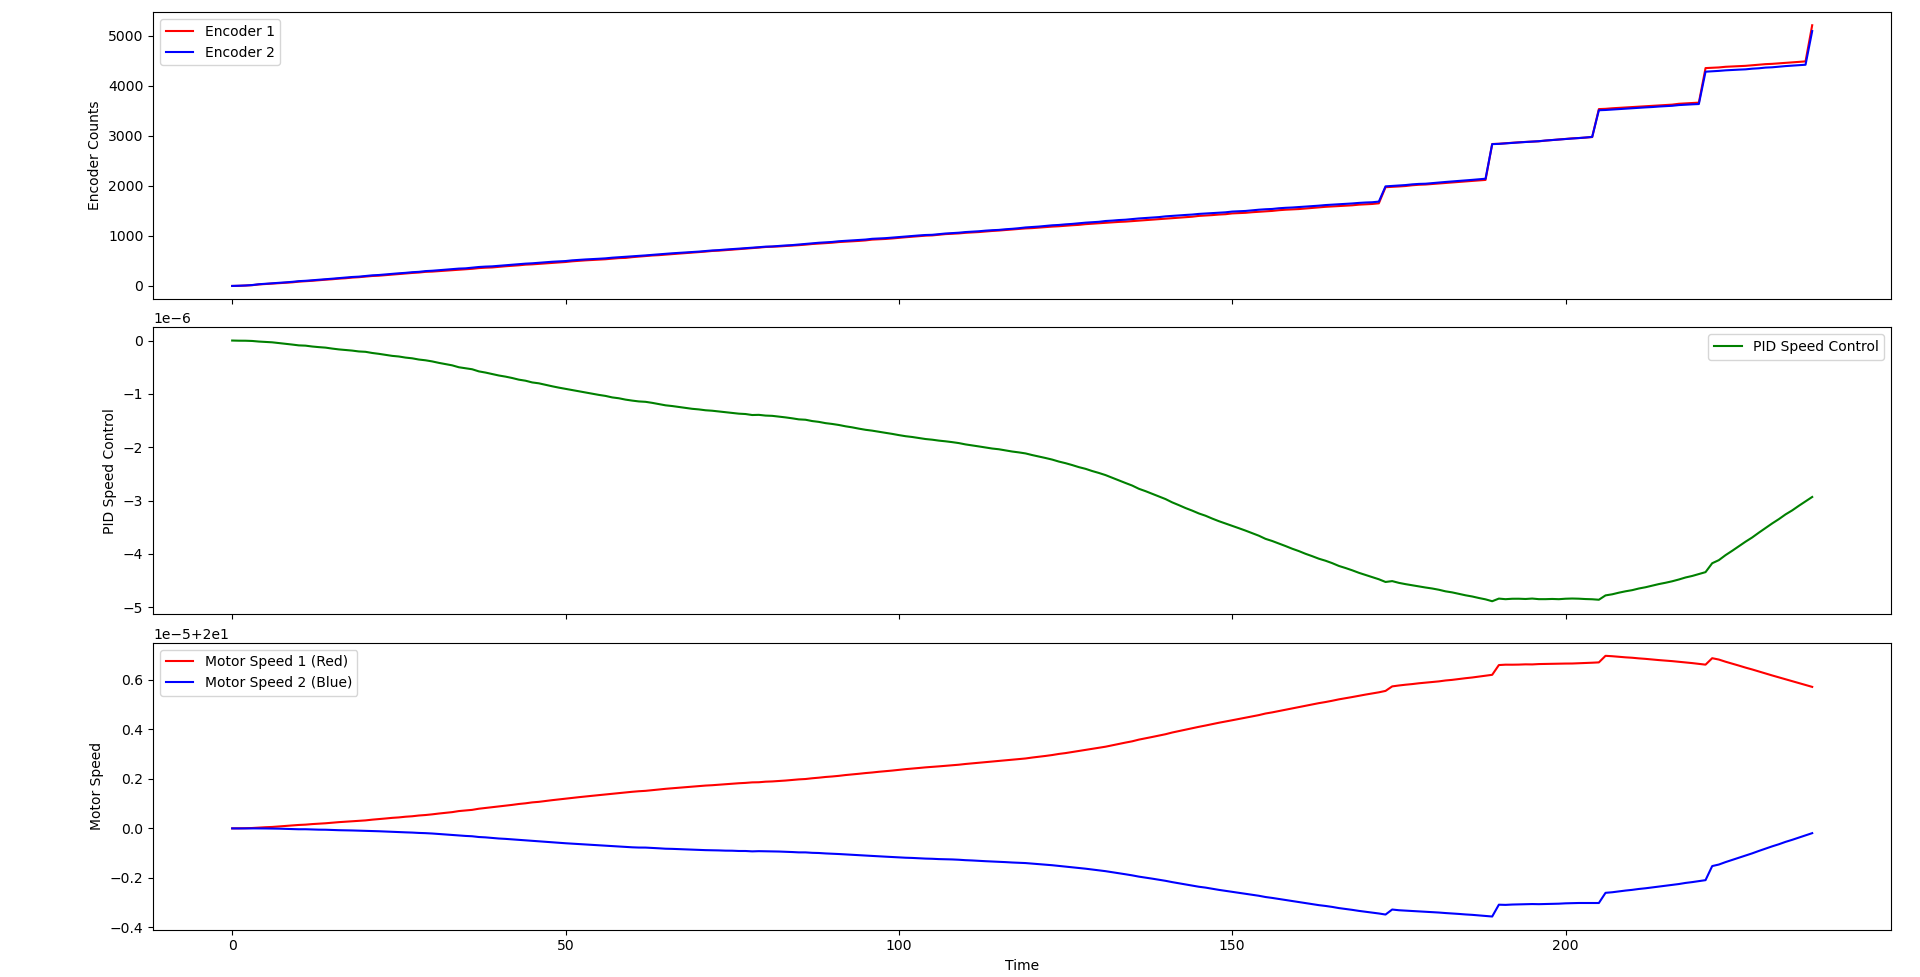 Encoder 1
Encoder 2
Encoder Counts
5000
4000
3000
2000
1000
0
1e−6
PID Speed Control
PID Speed Control
0
−1
−2
−3
−4
−5
1e−5+2e1
Motor Speed 1 (Red)
Motor Speed 2 (Blue)
Motor Speed
0.6
0.4
0.2
0.0
−0.2
−0.4
0 50 100 150 200
Time